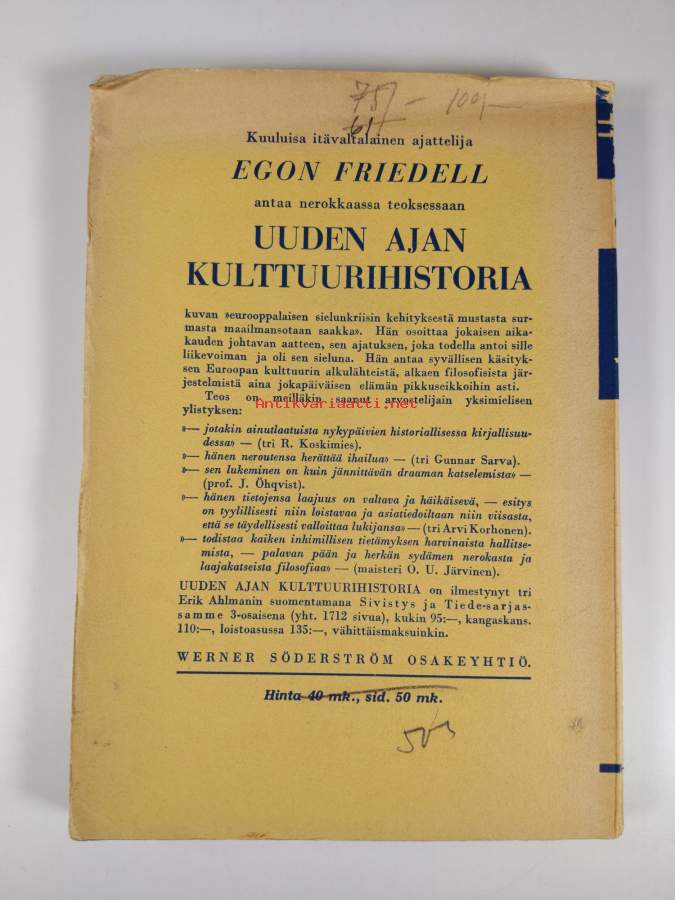 75/- 100/-
61
Kuuluisa itävaltalainen ajattelija
EGON FRIEDELL
antaa nerokkaassa teoksessaan
UUDEN AJAN
KULTTUURIHISTORIA
kuvan »eurooppalaisen sielunkriisin kehityksestä mustasta sur-
masta maailmansotaan saakka». Hän osoittaa jokaisen aika-
kauden johtavan aatteen, sen ajatuksen, joka todella antoi sille
liikevoiman ja oli sen sieluna. Hän antaa syvällisen käsityk-
sen Euroopan kulttuurin alkulähteistä, alkaen filosofisista jär-
jestelmistä aina jokapäiväisen elämän pikkuseikkoihin asti.
Teos on meilläkin saanut arvostelijain yksimielisen
Antikvariaatti.net
ylistyksen:
»— jotakin ainutlaatuista nykypäivien historiallisessa kirjallisuu-
dessa» — (tri R. Koskimies).
»— hänen neroutensa herättää ihailua» — (tri Gunnar Sarva).
»— sen lukeminen on kuin jännittävän draaman katselemista» —
(prof. J. Öhqvist).
»— hänen tietojensa laajuus on valtava ja häikäisevä, — esitys
on tyylillisesti niin loistavaa ja asiatiedoiltaan niin viisasta,
että se täydellisesti valloittaa lukijansa» — (tri Arvi Korhonen).
»— todistaa kaiken inhimillisen tietämyksen harvinaista hallitse-
mista, — palavan pään ja herkän sydämen nerokasta ja
laajakatseista filosofiaa» — (maisteri O. U. Järvinen).
UUDEN AJAN KULTTUURIHISTORIA on ilmestynyt tri
Erik Ahlmanin suomentamana Sivistys ja Tiede-sarjas-
samme 3-osaisena (yht. 1712 sivua), kukin 95:—, kangaskans.
110:—, loistoasussa 135:—, vähittäismaksuinkin.
WERNER SÖDERSTRÖM OSAKEYHTIÖ.
Hinta 40 mk., sid. 50 mk.